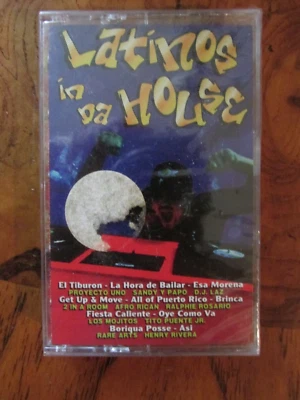 Latinos
in
Da HOUSE
El Tiburon - La Hora de Bailar - Esa Morena
PROYECTO UNO SANDY Y PAPO D.J. LAZ
Get Up & Move - All of Puerto Rico - Brinca
2 IN A ROOM AFRO RICAN RALPHIE ROSARIO
Fiesta Caliente - Oye Como Va
LOS MOJITOS TITO PUENTE JR.
Boriqua Posse - Asi
RARE ARTS HENRY RIVERA